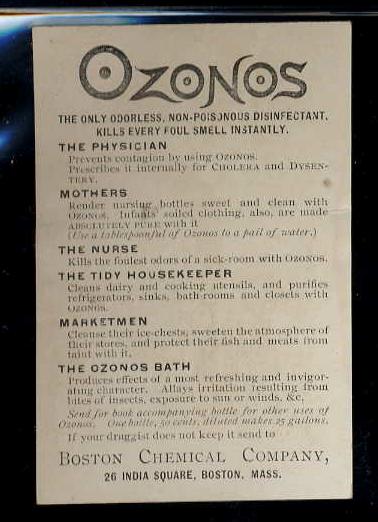 OZONOS
THE ONLY ODORLESS, NON-POISONOUS DISINFECTANT.
KILLS EVERY FOUL SMELL INSTANTLY.
THE PHYSICIAN
Prevents contagion by using OZONOS.
Prescribes it internally for CHOLERA and DYSEN-
TERY.
MOTHERS
Render nursing bottles sweet and clean with
OZONOS. Infants' soiled clothing, also, are made
ABSOLUTELY PURE with it
(Use a tablespoonful of Ozonos to a pail of water.)
THE NURSE
Kills the foulest odors of a sick-room with OZONOS.
THE TIDY HOUSEKEEPER
Cleans dairy and cooking utensils, and purifies
refrigerators, sinks, bath-rooms and closets with
OZONOS.
MARKETMEN
Cleanse their ice-chests, sweeten the atmosphere of
their stores, and protect their fish and meats from
taint with it.
THE OZONOS BATH
Produces effects of a most refreshing and invigor-
ating character. Allays irritation resulting from
bites of insects, exposure to sun or winds, &c.
Send for book accompanying bottle for other uses of
Ozonos. One bottle, 50 cents, diluted makes 25 gallons.
If your druggist does not keep it send to
BOSTON CHEMICAL COMPANY,
26 INDIA SQUARE, BOSTON, MASS.